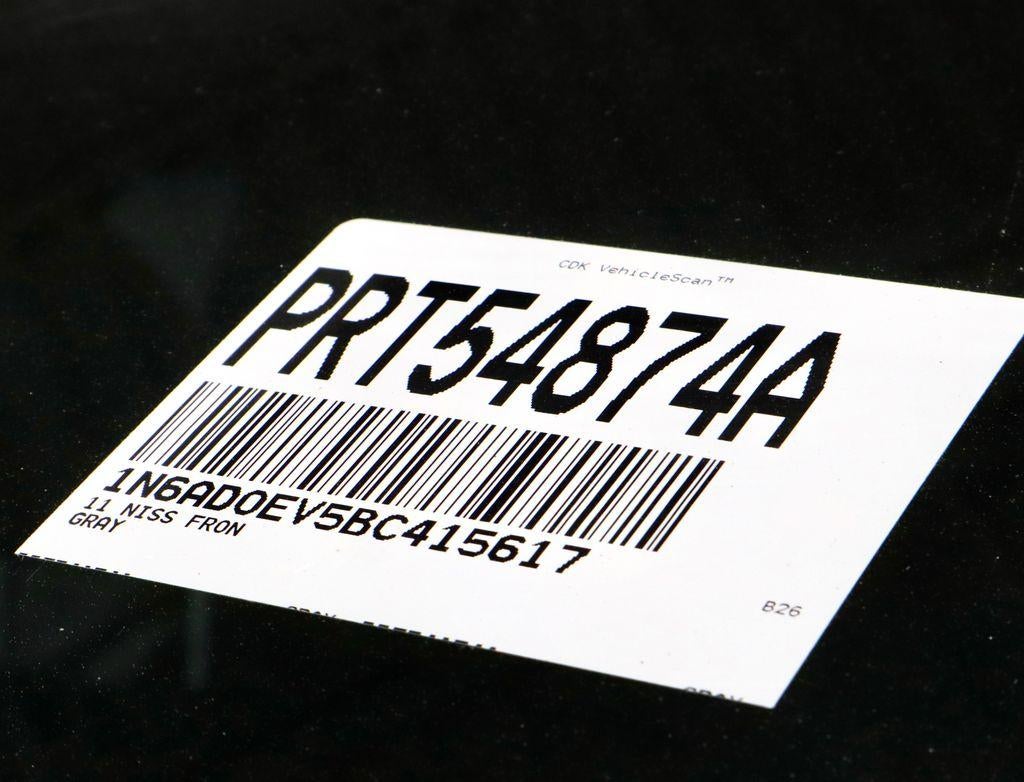 CDK VehicleScan™
PRT54874A
1N6AD0EV5BC415617
11 NISS FRON
GRAY
B26